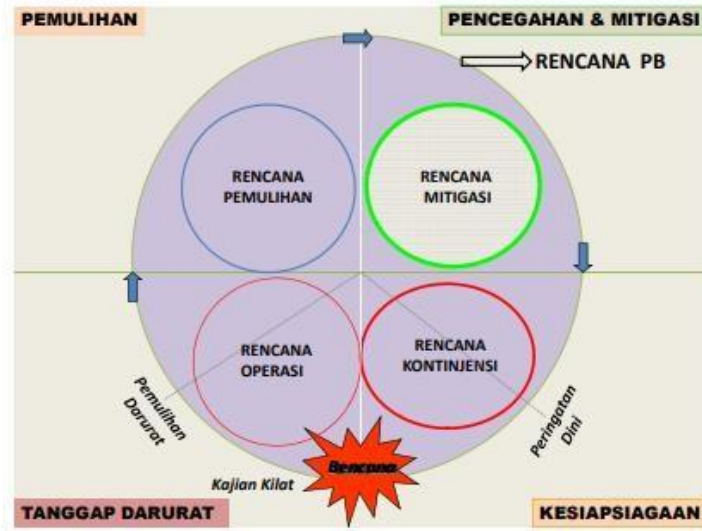 PEMULIHAN
PENCEGAHAN & MITIGASI
RENCANA PB
RENCANA
PEMULIHAN
RENCANA
MITIGASI
RENCANA
OPERASI
RENCANA
KONTINJENSI
Pemulihan
Darurat
Peringatan
Dini
Kajian Kilat
Bencana
TANGGAP DARURAT
KESIAPSIAGAAN